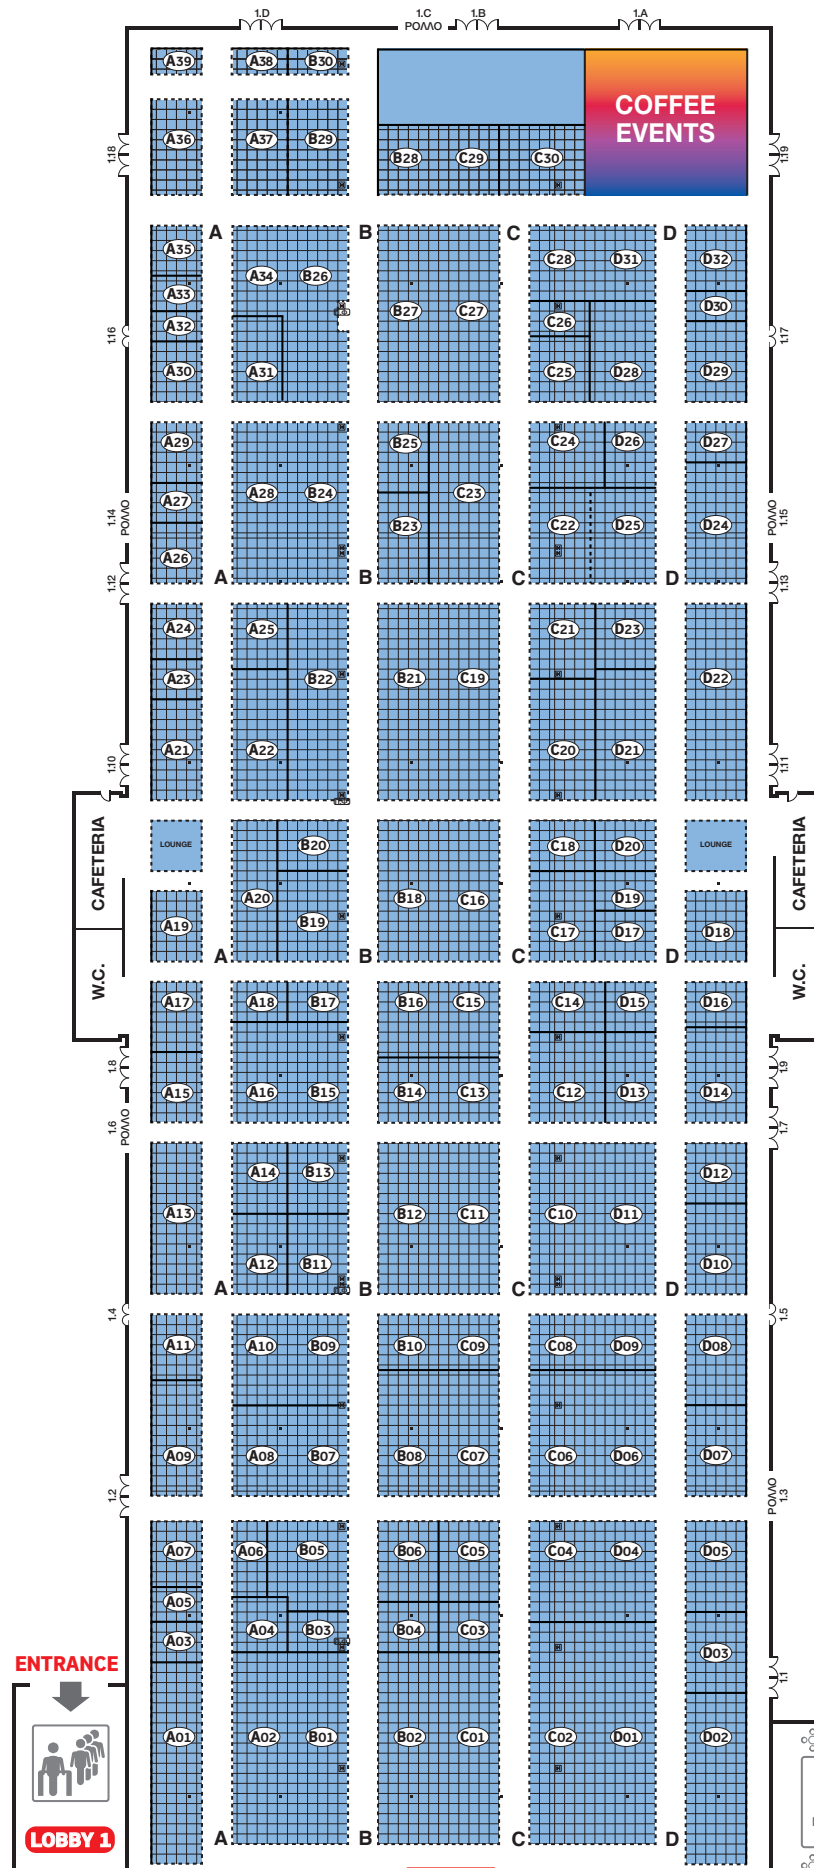 1.D
1.C
1.B
1.A
ΡΟΛΛΟ
A39
A38
B30
COFFEE
EVENTS
A36
A37
B29
B28
C29
C30
1.18
1.19
A
B
C
D
A35
A34
B26
C28
D31
D32
A33
D30
B27
C27
A32
C26
1.16
1.17
A30
A31
C25
D28
D29
A29
B25
C24
D26
D27
A28
B24
C23
A27
B23
C22
D25
D24
1.14
ΡΟΛΛΟ
1.15
ΡΟΛΛΟ
A26
A
B
C
D
1.12
1.13
A24
A25
C21
D23
A23
B22
B21
C19
D22
A21
A22
C20
D21
1.10
1.11
CAFETERIA
LOUNGE
B20
C18
D20
LOUNGE
CAFETERIA
A20
B18
C16
D19
A19
B19
C17
D17
D18
A
B
C
D
W.C.
W.C.
A17
A18
B17
B16
C15
C14
D15
D16
1.8
1.9
A15
A16
B15
B14
C13
C12
D13
D14
1.6
ΡΟΛΛΟ
1.7
A14
B13
D12
A13
B12
C11
C10
D11
A12
B11
D10
A
B
C
D
1.4
1.5
A11
A10
B09
B10
C09
C08
D09
D08
A09
A08
B07
B08
C07
C06
D06
D07
1.2
1.3
ΡΟΛΛΟ
A07
A06
B05
B06
C05
C04
D04
D05
A05
A03
A04
B03
B04
C03
D03
ENTRANCE
1.1
A01
A02
B01
B02
C01
C02
D01
D02
LOBBY 1
A
B
C
D